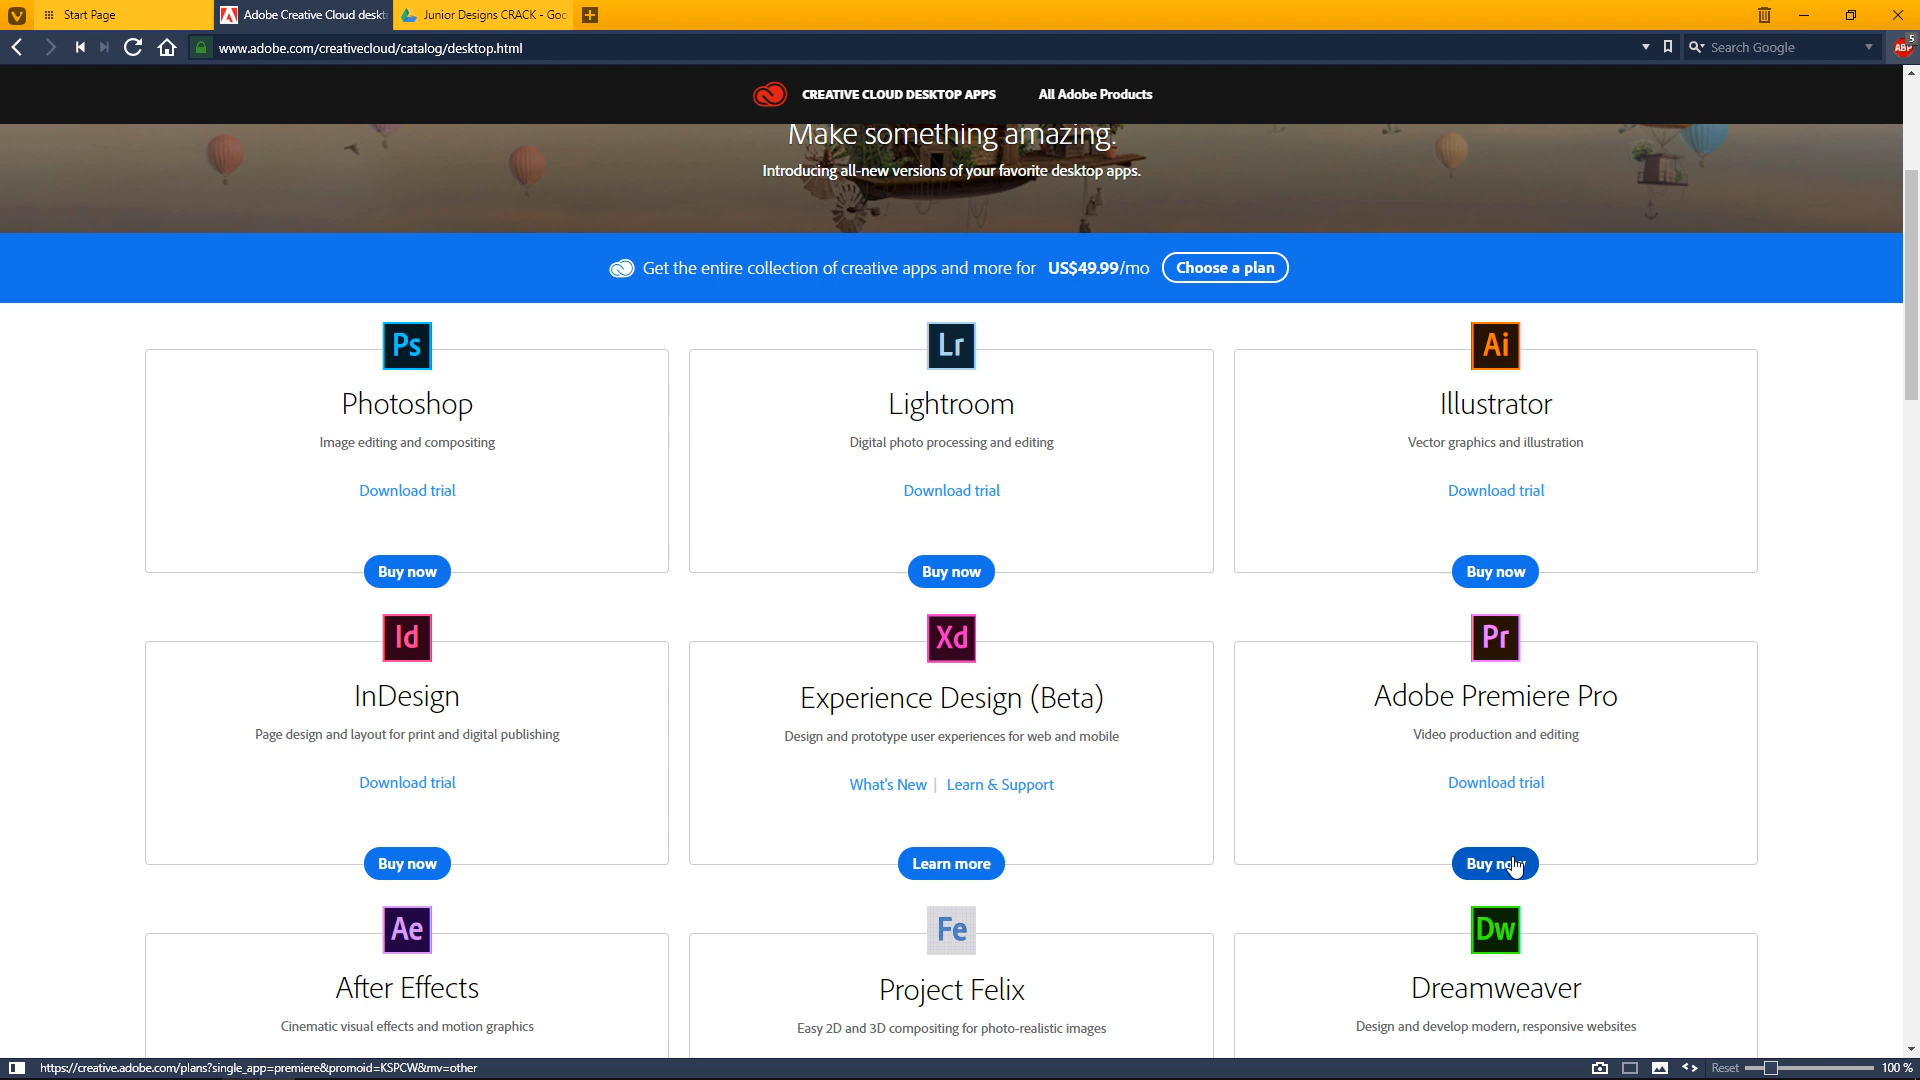 Start Page
Adobe Creative Cloud deskt
Junior Designs CRACK - Goo
www.adobe.com/creativecloud/catalog/desktop.html
Search Google
ABP
5
CREATIVE CLOUD DESKTOP APPS
All Adobe Products
Make something amazing.
Introducing all-new versions of your favorite desktop apps.
Get the entire collection of creative apps and more for US$49.99/mo
Choose a plan
Ps
Lr
Ai
Photoshop
Lightroom
Illustrator
Image editing and compositing
Digital photo processing and editing
Vector graphics and illustration
Download trial
Download trial
Download trial
Buy now
Buy now
Buy now
Id
Xd
Pr
InDesign
Experience Design (Beta)
Adobe Premiere Pro
Page design and layout for print and digital publishing
Design and prototype user experiences for web and mobile
Video production and editing
Download trial
What's New | Learn & Support
Download trial
Buy now
Learn more
Buy now
Ae
Fe
Dw
After Effects
Project Felix
Dreamweaver
Cinematic visual effects and motion graphics
Easy 2D and 3D compositing for photo-realistic images
Design and develop modern, responsive websites
https://creative.adobe.com/plans?single_app=premiere&promoid=KSPCW&mv=other
Reset
100 %